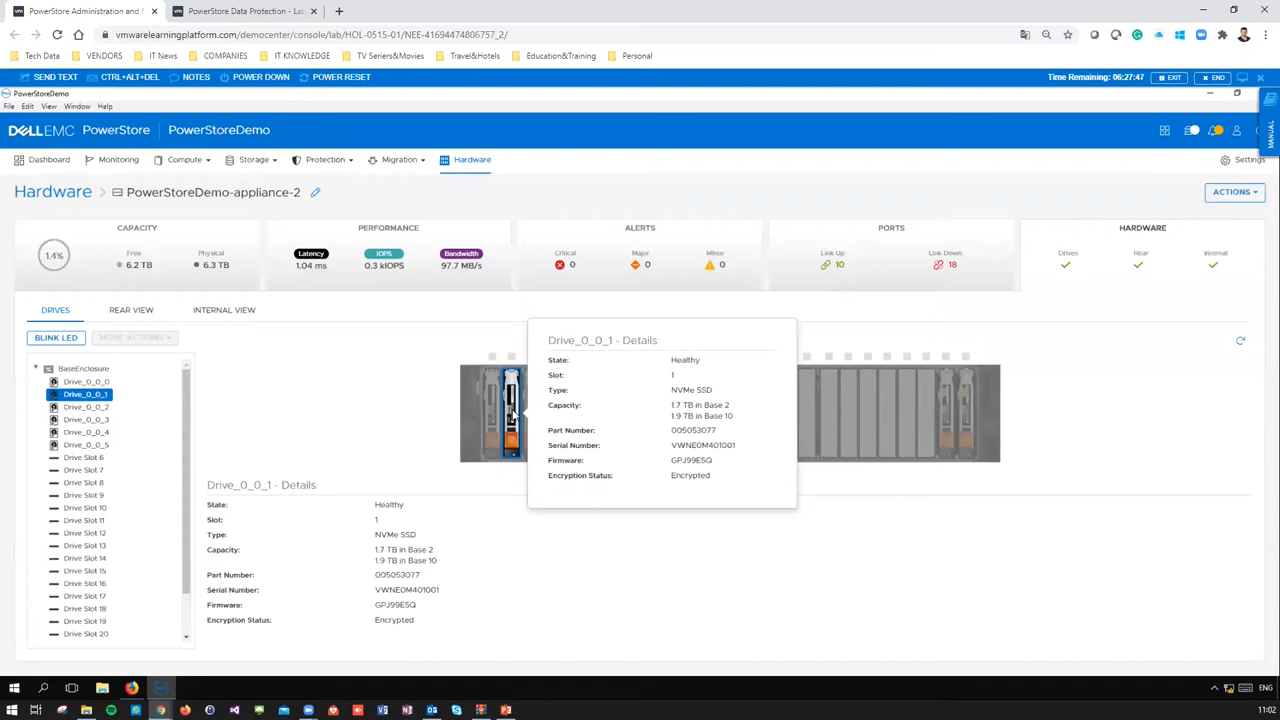 PowerStore Administration and
PowerStore Data Protection - La
vmwarelearningplatform.com/democenter/console/lab/HOL-0515-01/NEE-41694474806757_2/
Tech Data
VENDORS
IT News
COMPANIES
IT KNOWLEDGE
TV Seriers&Movies
Travel&Hotels
Education&Training
Personal
SEND TEXT
CTRL+ALT+DEL
NOTES
POWER DOWN
POWER RESET
Time Remaining: 06:27:47
EXIT
END
PowerStoreDemo
File Edit View Window Help
MANUAL
DELLEMC PowerStore
PowerStoreDemo
Dashboard
Monitoring
Compute
Storage
Protection
Migration
Hardware
Settings
Hardware
PowerStoreDemo-appliance-2
ACTIONS
CAPACITY
PERFORMANCE
ALERTS
PORTS
HARDWARE
1.4%
Free
6.2 TB
Physical
6.3 TB
Latency
1.04 ms
IOPS
0.3 kIOPS
Bandwidth
97.7 MB/s
Critical
0
Major
0
Minor
0
Link Up
10
Link Down
18
Drives
Rear
Internal
DRIVES
REAR VIEW
INTERNAL VIEW
BLINK LED
MORE ACTIONS
BaseEnclosure
Drive_0_0_0
Drive_0_0_1
Drive_0_0_2
Drive_0_0_3
Drive_0_0_4
Drive_0_0_5
Drive Slot 6
Drive Slot 7
Drive Slot 8
Drive Slot 9
Drive Slot 10
Drive Slot 11
Drive Slot 12
Drive Slot 13
Drive Slot 14
Drive Slot 15
Drive Slot 16
Drive Slot 17
Drive Slot 18
Drive Slot 19
Drive Slot 20
Drive_0_0_1 - Details
State: Healthy
Slot: 1
Type: NVMe SSD
Capacity: 1.7 TB in Base 2
1.9 TB in Base 10
Part Number: 005053077
Serial Number: VWNE0M401001
Firmware: GPJ99E5Q
Encryption Status: Encrypted
Drive_0_0_1 - Details
State: Healthy
Slot: 1
Type: NVMe SSD
Capacity: 1.7 TB in Base 2
1.9 TB in Base 10
Part Number: 005053077
Serial Number: VWNE0M401001
Firmware: GPJ99E5Q
Encryption Status: Encrypted
ENG
ENG
11:02